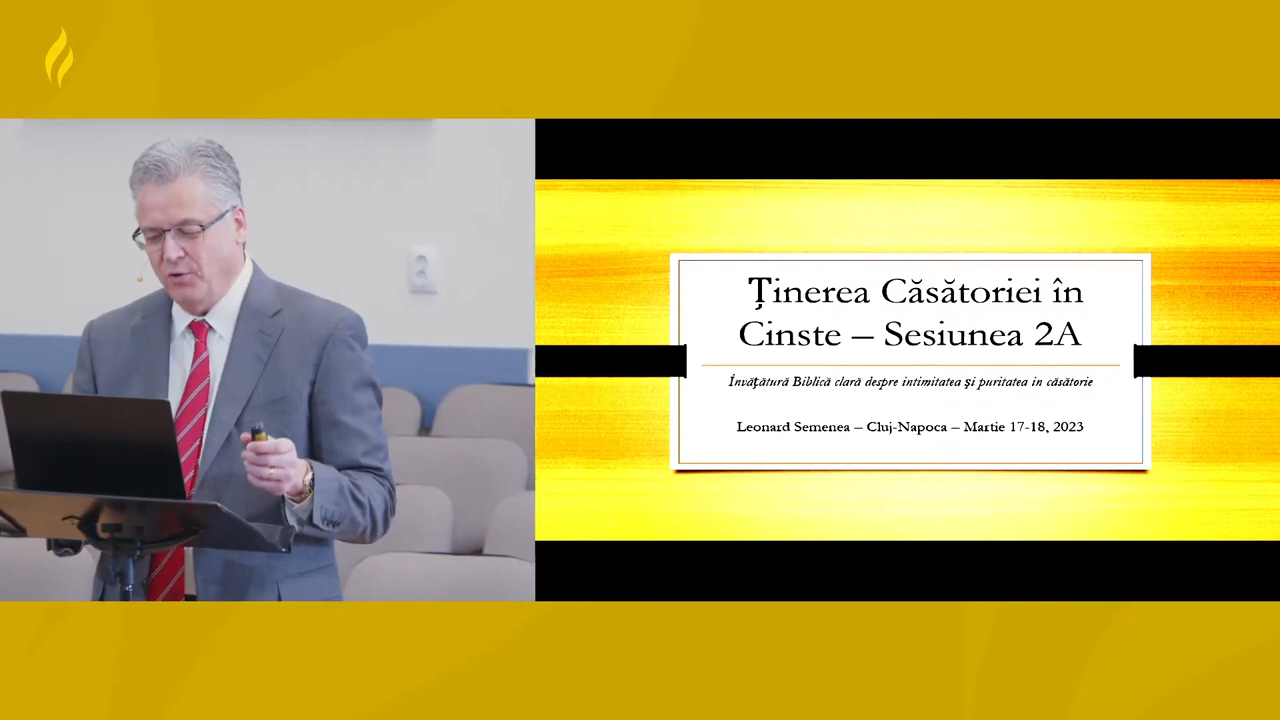 Ținerea Căsătoriei în
Cinste – Sesiunea 2A
Învățătură Biblică clară despre intimitatea și puritatea in căsătorie
Leonard Semenea – Cluj-Napoca – Martie 17-18, 2023